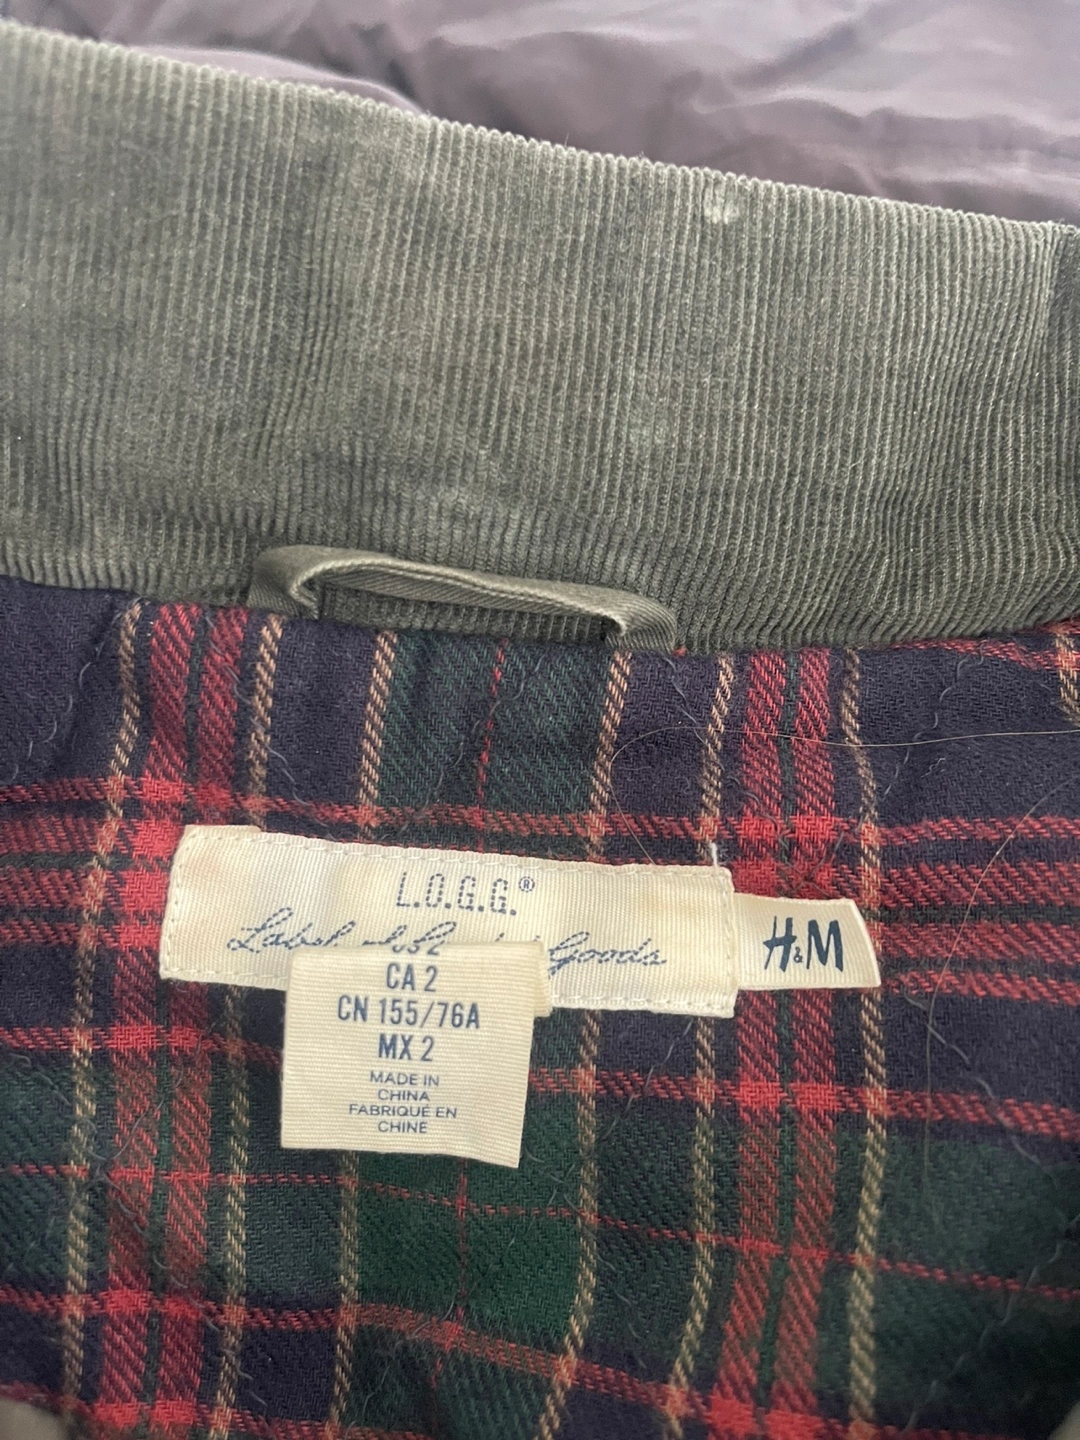 L.O.G.G.®
Label Goods
H&M
CA 2
CN 155/76A
MX 2
MADE IN
CHINA
FABRIQUÉ EN
CHINE